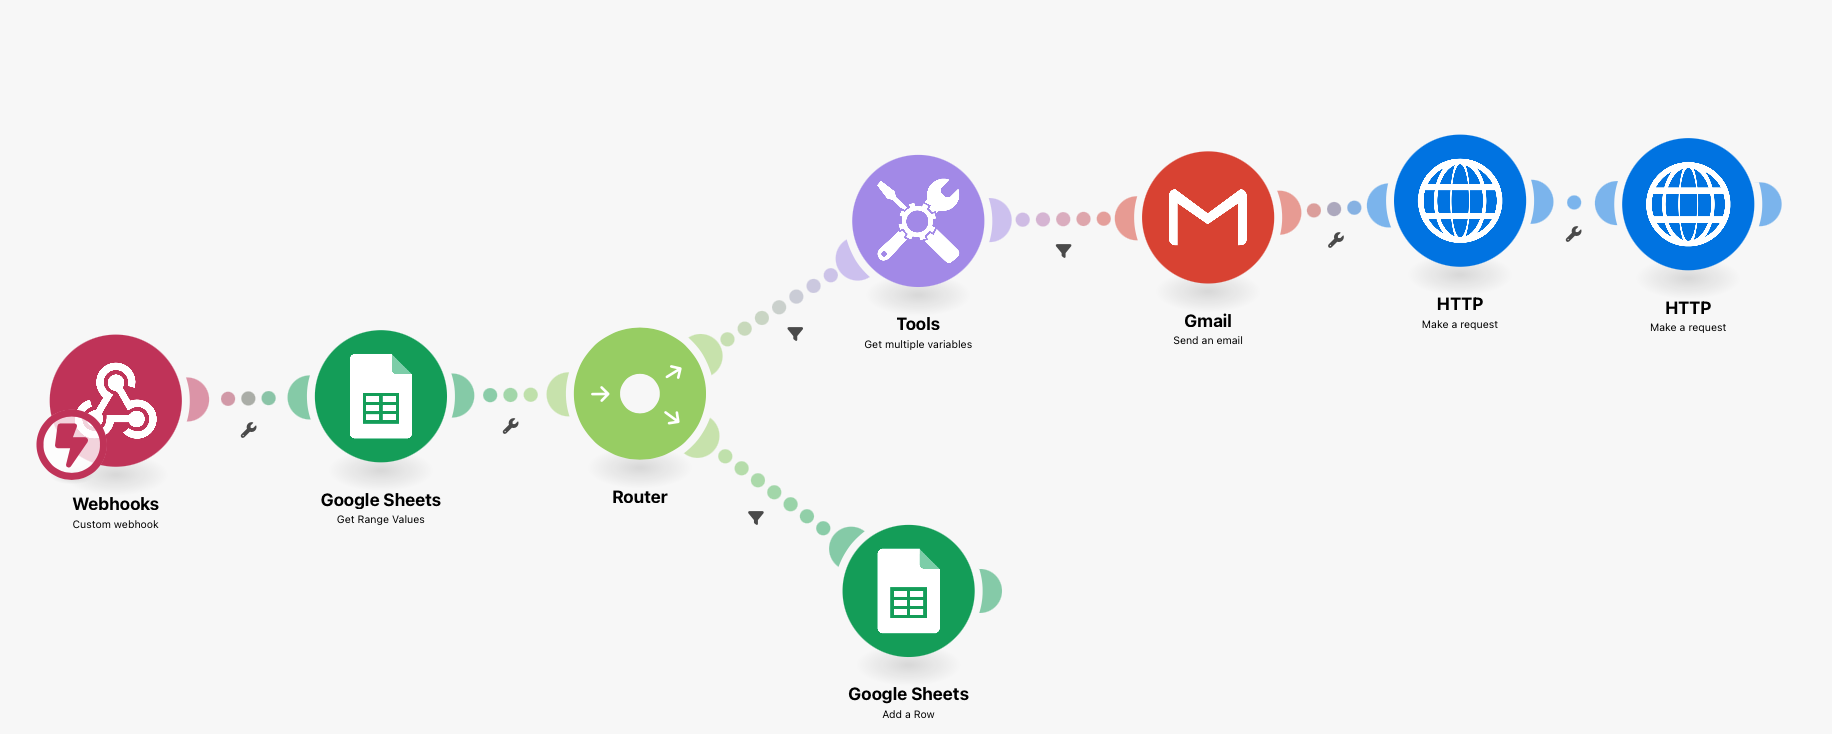 Webhooks
Custom webhook
Google Sheets
Get Range Values
Router
Tools
Get multiple variables
Gmail
Send an email
HTTP
Make a request
HTTP
Make a request
Google Sheets
Add a Row